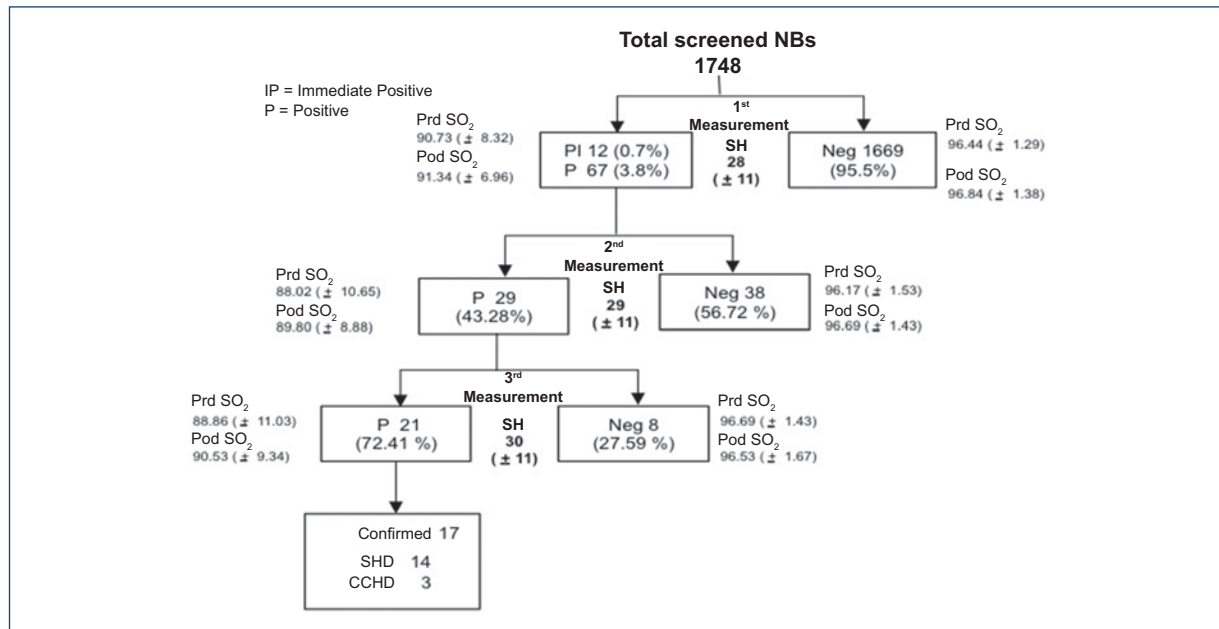 Total screened NBs
1748
IP = Immediate Positive
P = Positive
1st
Measurement
SH
28
( ± 11)
Prd SO2
90.73 ( ± 8.32)
Pod SO2
91.34 ( ± 6.96)
PI 12 (0.7%)
P 67 (3.8%)
Neg 1669
(95.5%)
Prd SO2
96.44 ( ± 1.29)
Pod SO2
96.84 ( ± 1.38)
2nd
Measurement
SH
29
( ± 11)
Prd SO2
88.02 ( ± 10.65)
Pod SO2
89.80 ( ± 8.88)
P 29
(43.28%)
Neg 38
(56.72 %)
Prd SO2
96.17 ( ± 1.53)
Pod SO2
96.69 ( ± 1.43)
3rd
Measurement
SH
30
( ± 11)
Prd SO2
88.86 ( ± 11.03)
Pod SO2
90.53 ( ± 9.34)
P 21
(72.41 %)
Neg 8
(27.59 %)
Prd SO2
96.69 ( ± 1.43)
Pod SO2
96.53 ( ± 1.67)
Confirmed 17
SHD 14
CCHD 3